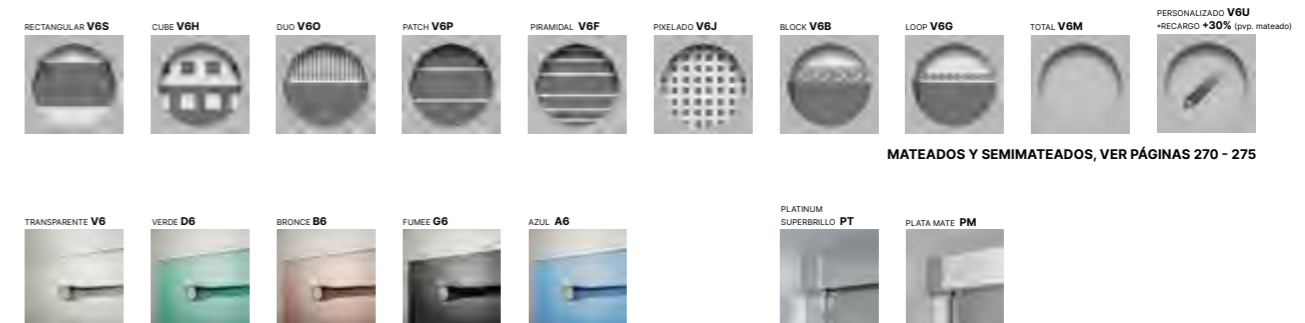 RECTANGULAR V6S
CUBE V6H
DUO V6O
PATCH V6P
PIRAMIDAL V6F
PIXELADO V6J
BLOCK V6B
LOOP V6G
TOTAL V6M
PERSONALIZADO V6U
+RECARGO +30% (pvp. mateado)
MATEADOS Y SEMIMATEADOS, VER PÁGINAS 270 - 275
TRANSPARENTE V6
VERDE D6
BRONCE B6
FUMEE G6
AZUL A6
PLATINUM
SUPERBRILLO PT
PLATA MATE PM